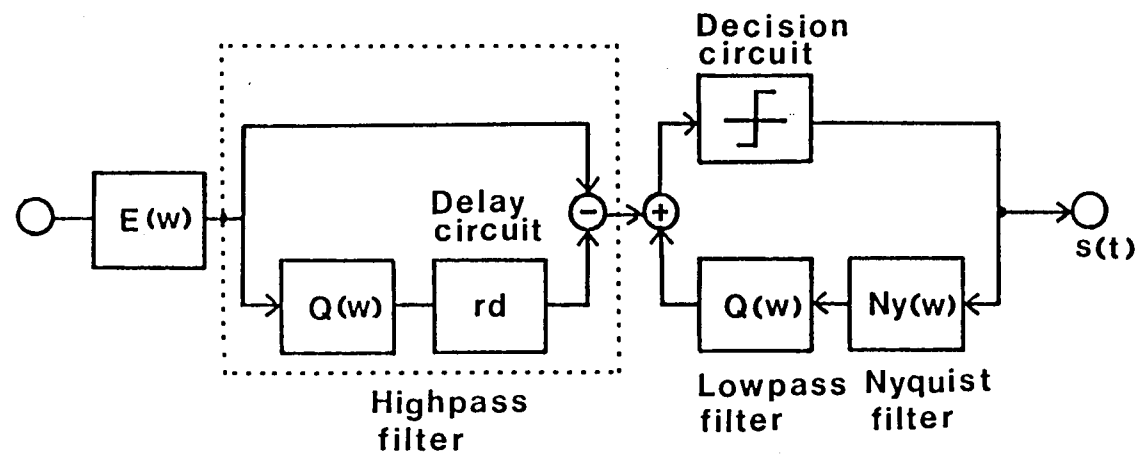 Decision
circuit
E(w)
Delay
circuit
−
+
Q(w)
rd
Q(w)
Ny(w)
s(t)
Highpass
filter
Lowpass
filter
Nyquist
filter